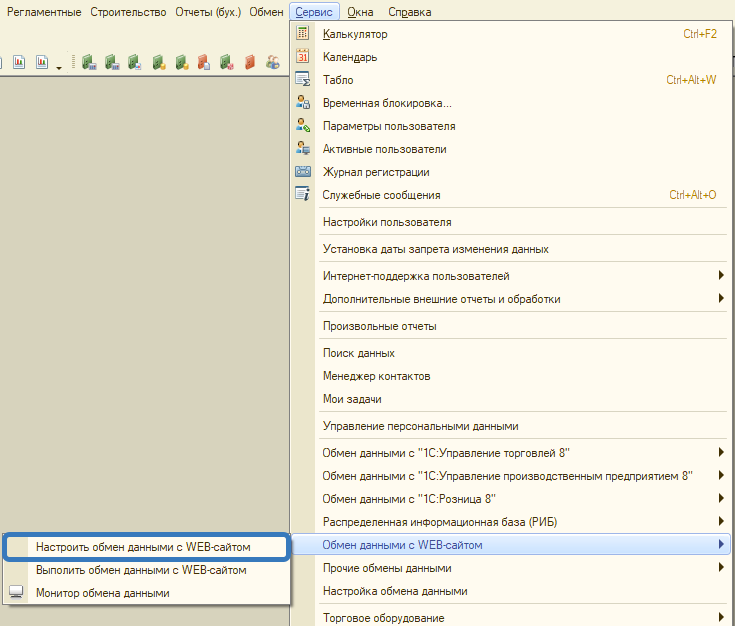 Регламентные Строительство Отчеты (бух.) Обмен Сервис Окна Справка
Калькулятор Ctrl+F2
31 Календарь
Табло Ctrl+Alt+W
Временная блокировка...
Параметры пользователя
Активные пользователи
Журнал регистрации
Служебные сообщения Ctrl+Alt+O
Настройки пользователя
Установка даты запрета изменения данных
Интернет-поддержка пользователей
Дополнительные внешние отчеты и обработки
Произвольные отчеты
Поиск данных
Менеджер контактов
Мои задачи
Управление персональными данными
Обмен данными с "1С:Управление торговлей 8"
Обмен данными с "1С:Управление производственным предприятием 8"
Обмен данными с "1С:Розница 8"
Распределенная информационная база (РИБ)
Обмен данными с WEB-сайтом
Настроить обмен данными с WEB-сайтом
Выполить обмен данными с WEB-сайтом
Монитор обмена данными
Прочие обмены данными
Настройка обмена данными
Торговое оборудование